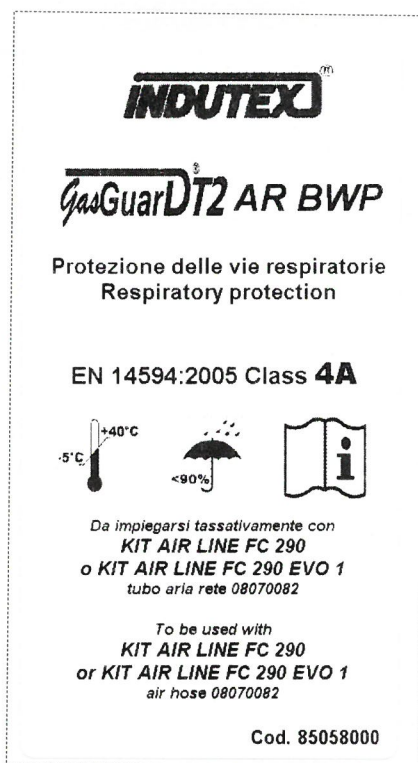 INDUTEX®
GasGuarDT2® AR BWP
Protezione delle vie respiratorie
Respiratory protection
EN 14594:2005 Class 4A
+40°C
-5°C
<90%
i
Da impiegarsi tassativamente con
KIT AIR LINE FC 290
o KIT AIR LINE FC 290 EVO 1
tubo aria rete 08070082
To be used with
KIT AIR LINE FC 290
or KIT AIR LINE FC 290 EVO 1
air hose 08070082
Cod. 85058000